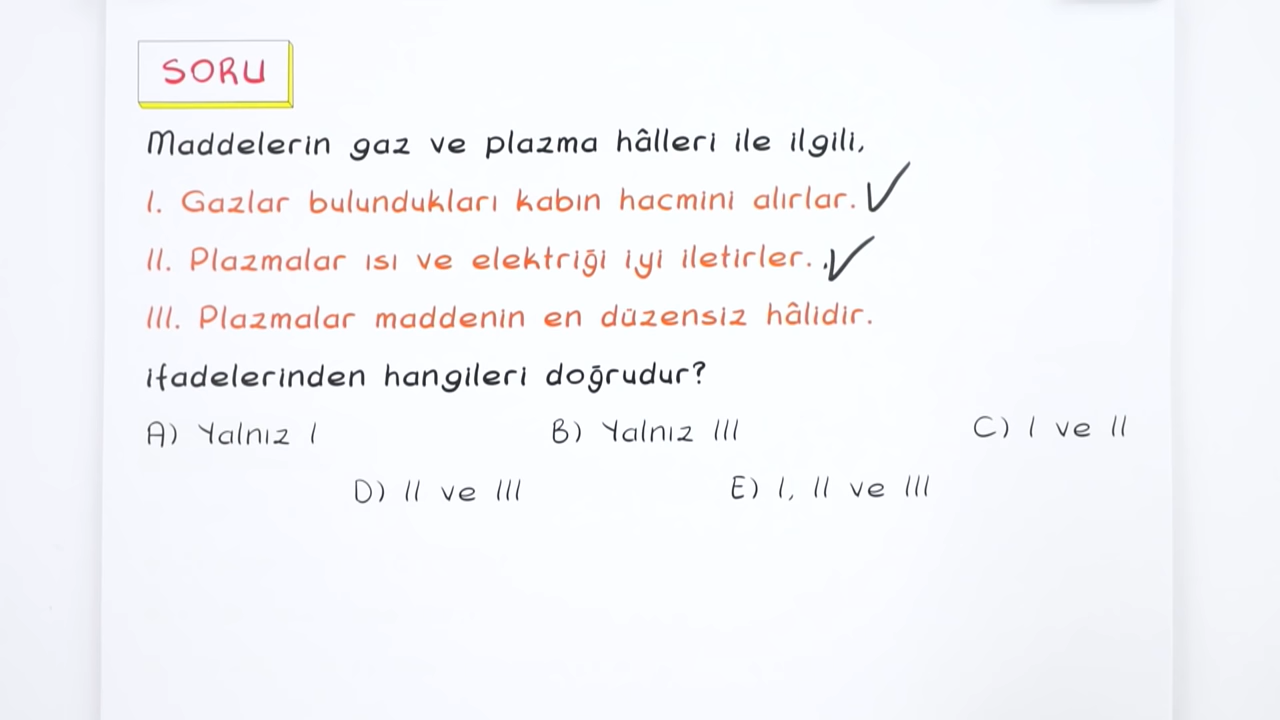 SORU
Maddelerin gaz ve plazma hâlleri ile ilgili,
I. Gazlar bulundukları kabın hacmini alırlar.
II. Plazmalar ısı ve elektriği iyi iletirler.
III. Plazmalar maddenin en düzensiz hâlidir.
ifadelerinden hangileri doğrudur?
A) Yalnız I B) Yalnız III C) I ve II
D) II ve III E) I, II ve III